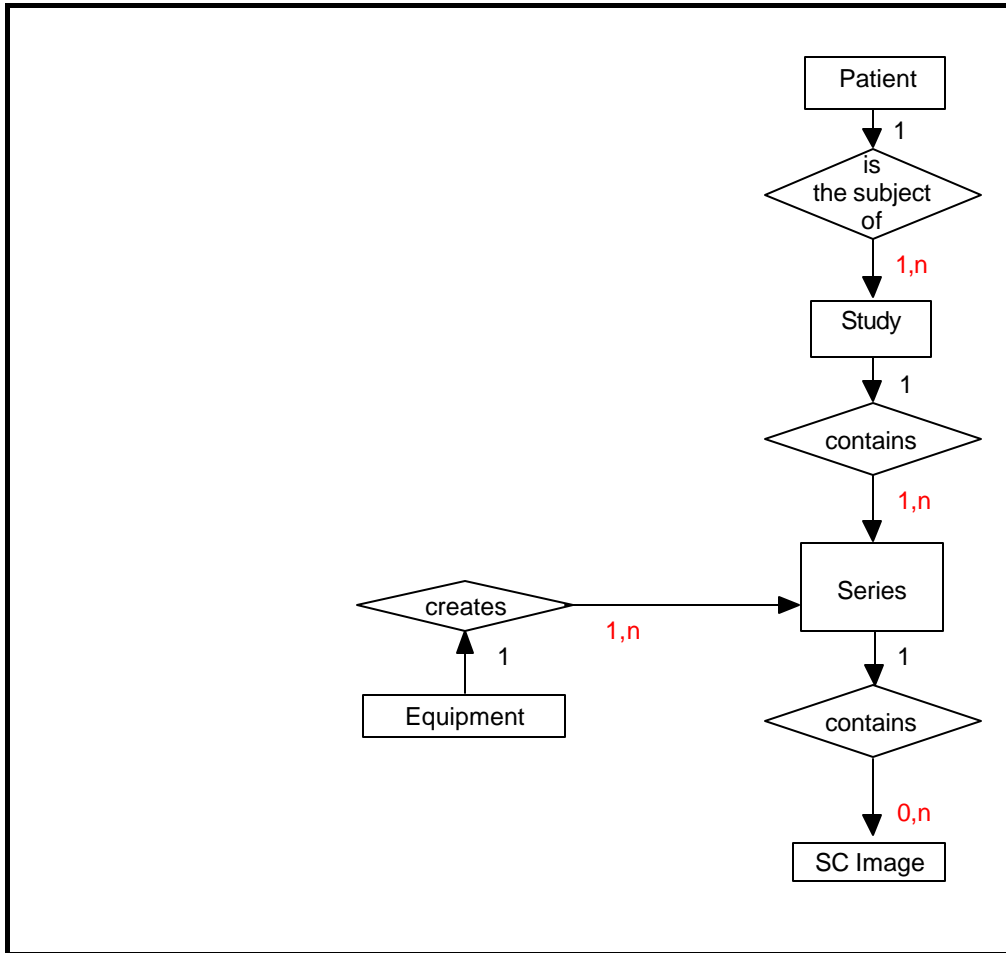 Patient
1
is
the subject
of
1,n
Study
1
contains
1,n
Series
creates
1,n
1
1
Equipment
contains
0,n
SC Image